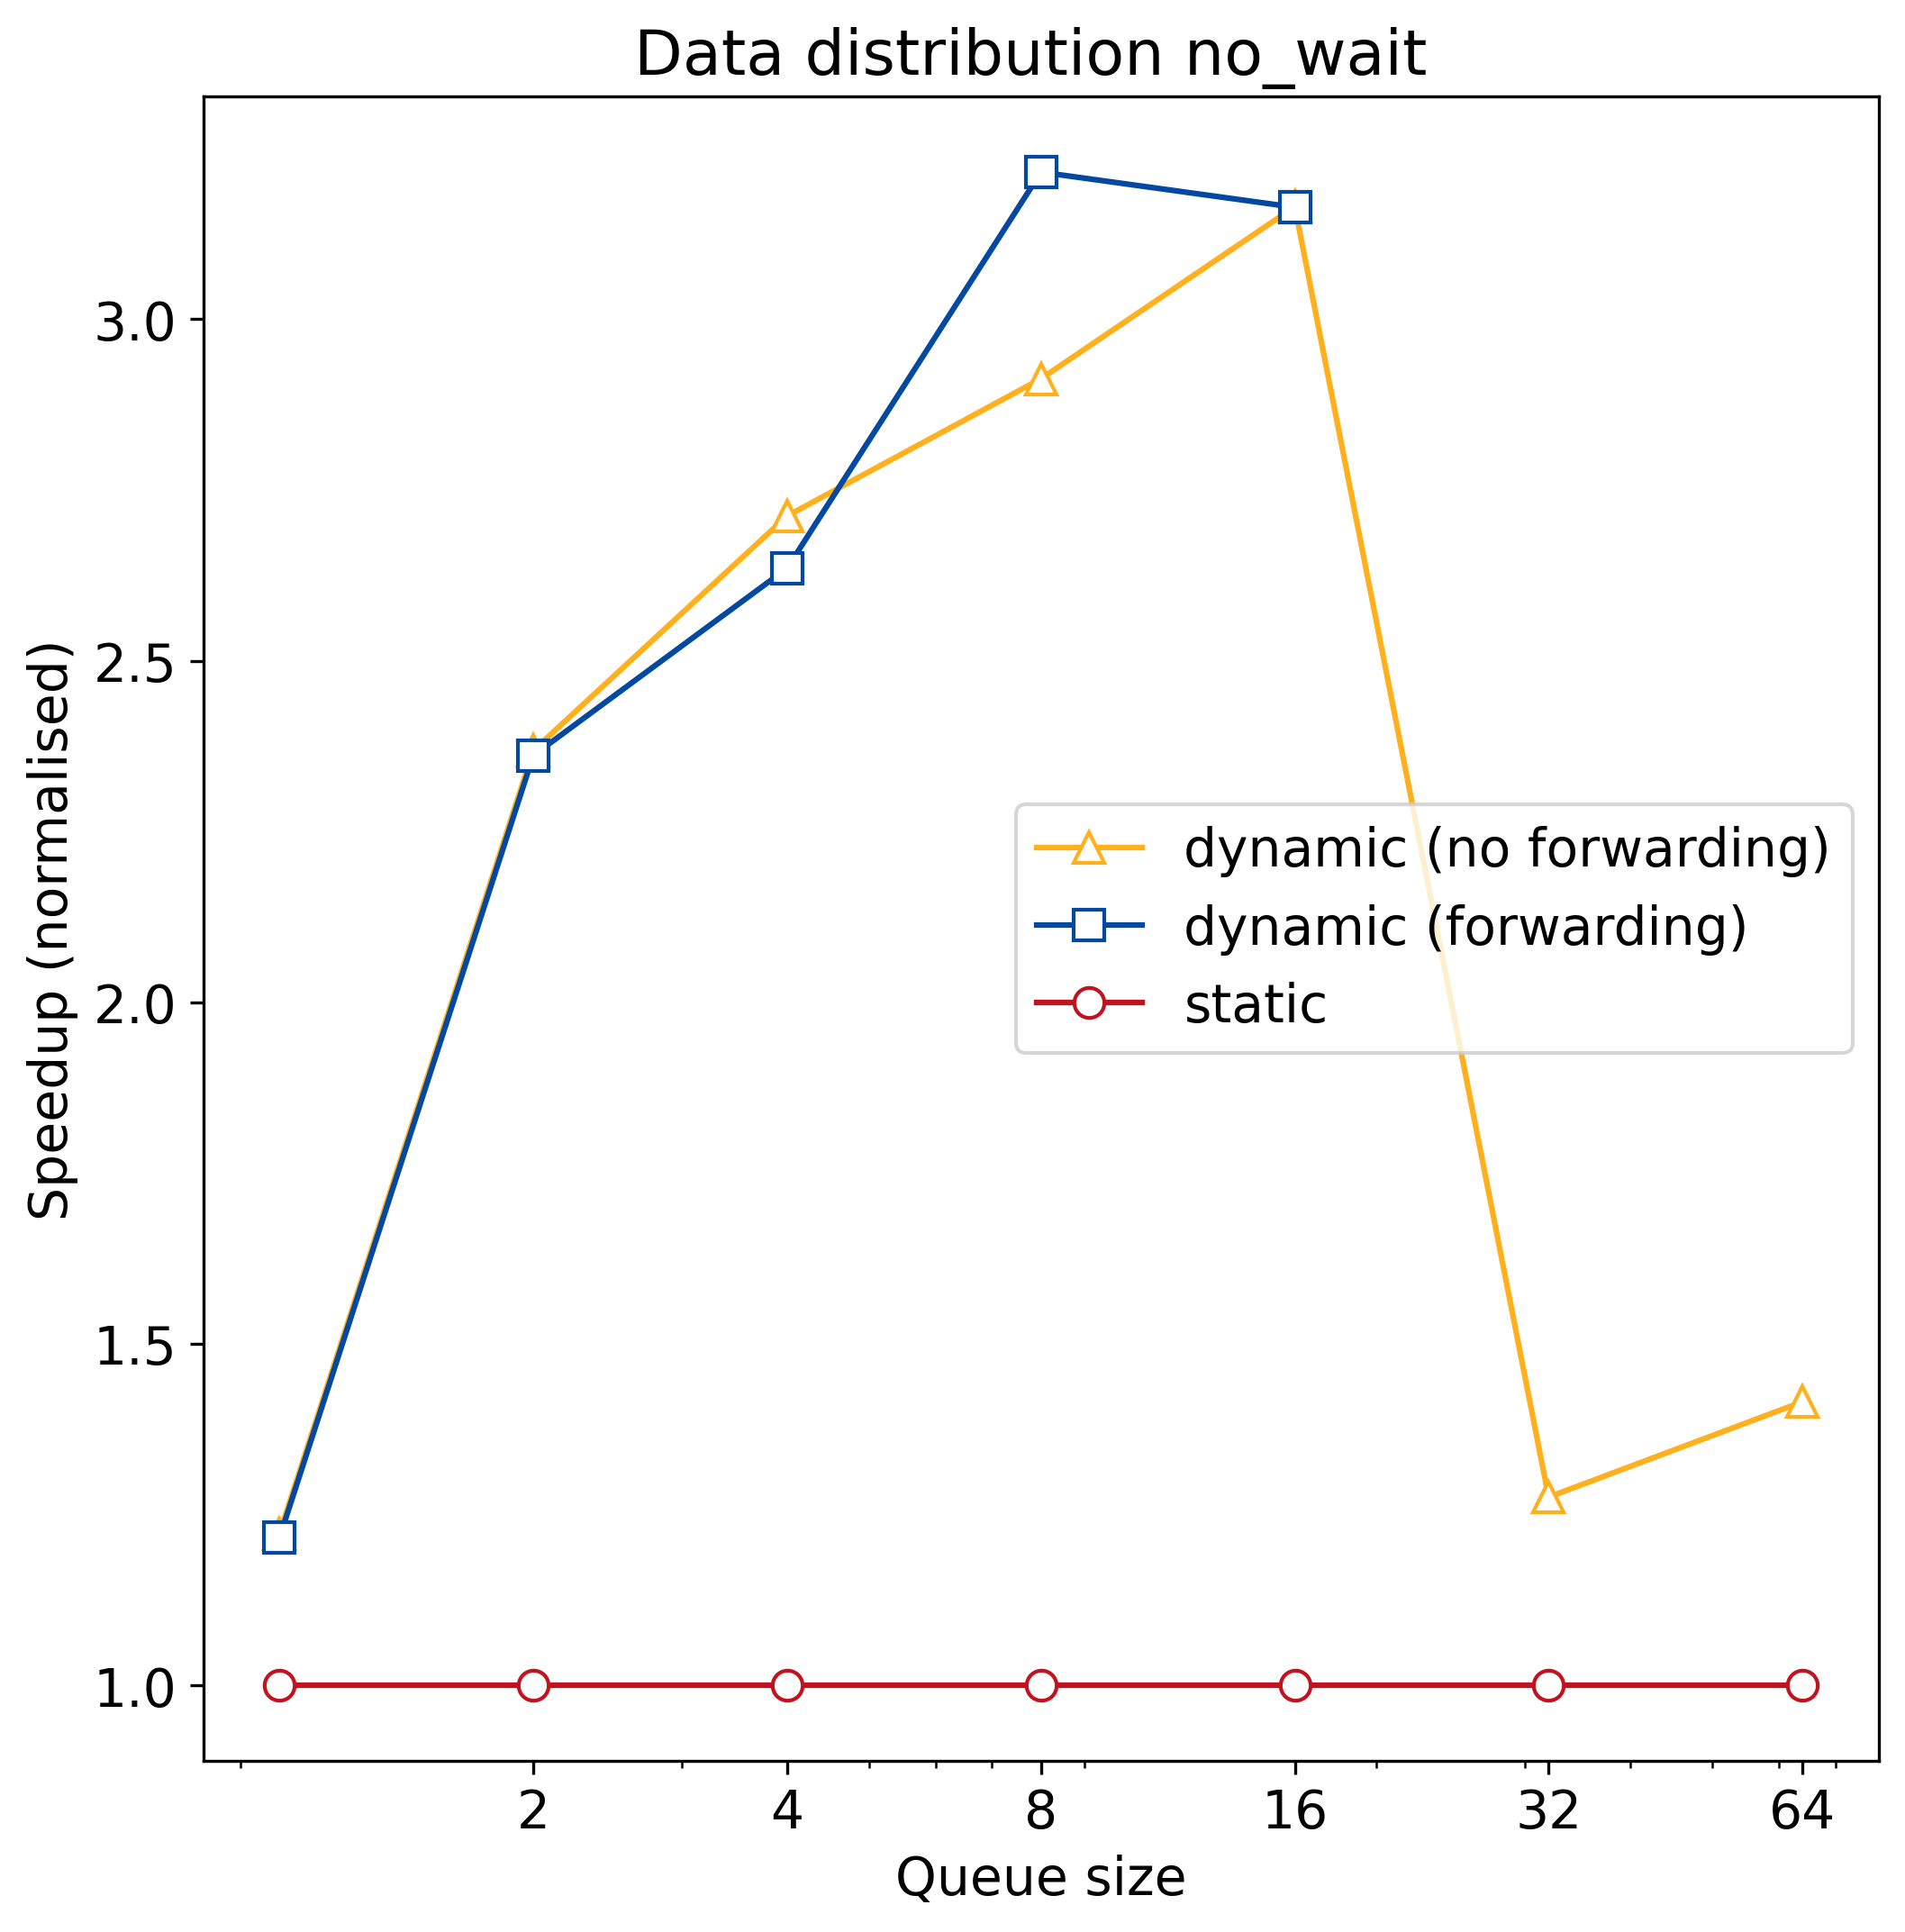 Data distribution no_wait
Speedup (normalised)
3.0
2.5
2.0
1.5
1.0
dynamic (no forwarding)
dynamic (forwarding)
static
2 4 8 16 32 64
Queue size